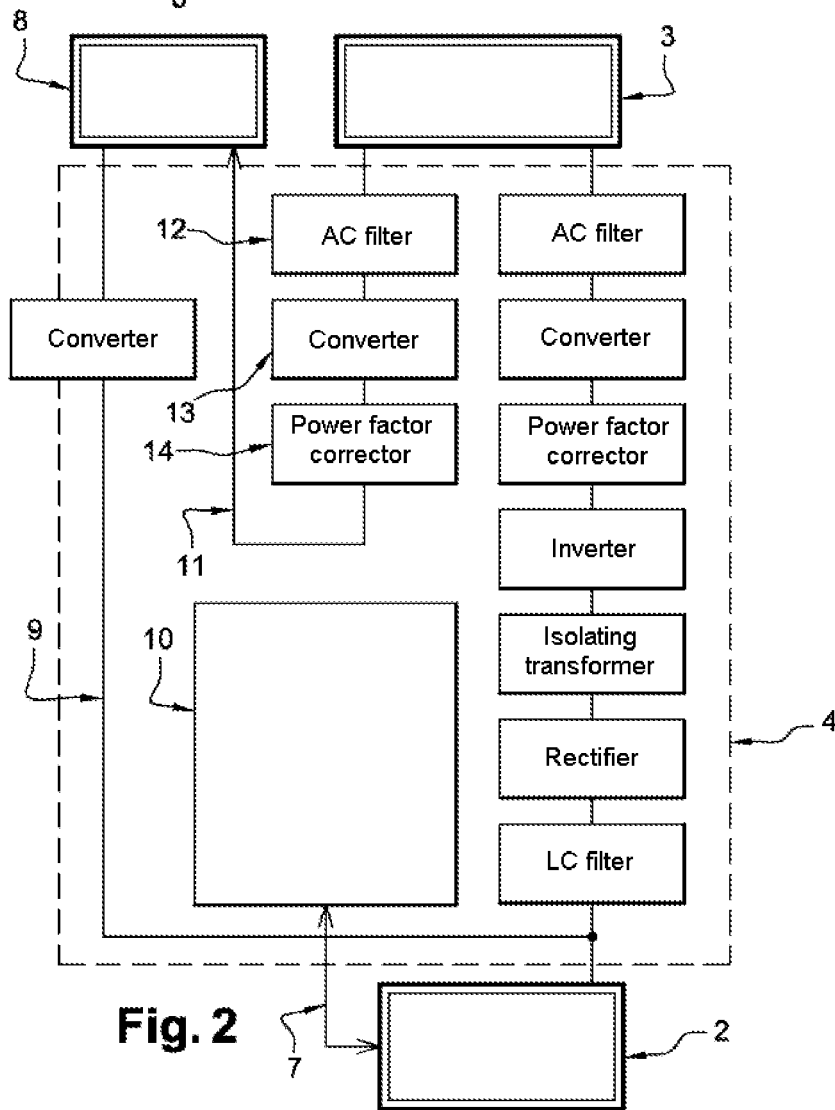 8
3
12
AC filter
AC filter
Converter
Converter
Converter
13
14
Power factor
corrector
Power factor
corrector
11
Inverter
9
10
Isolating
transformer
4
Rectifier
LC filter
Fig. 2
7
2